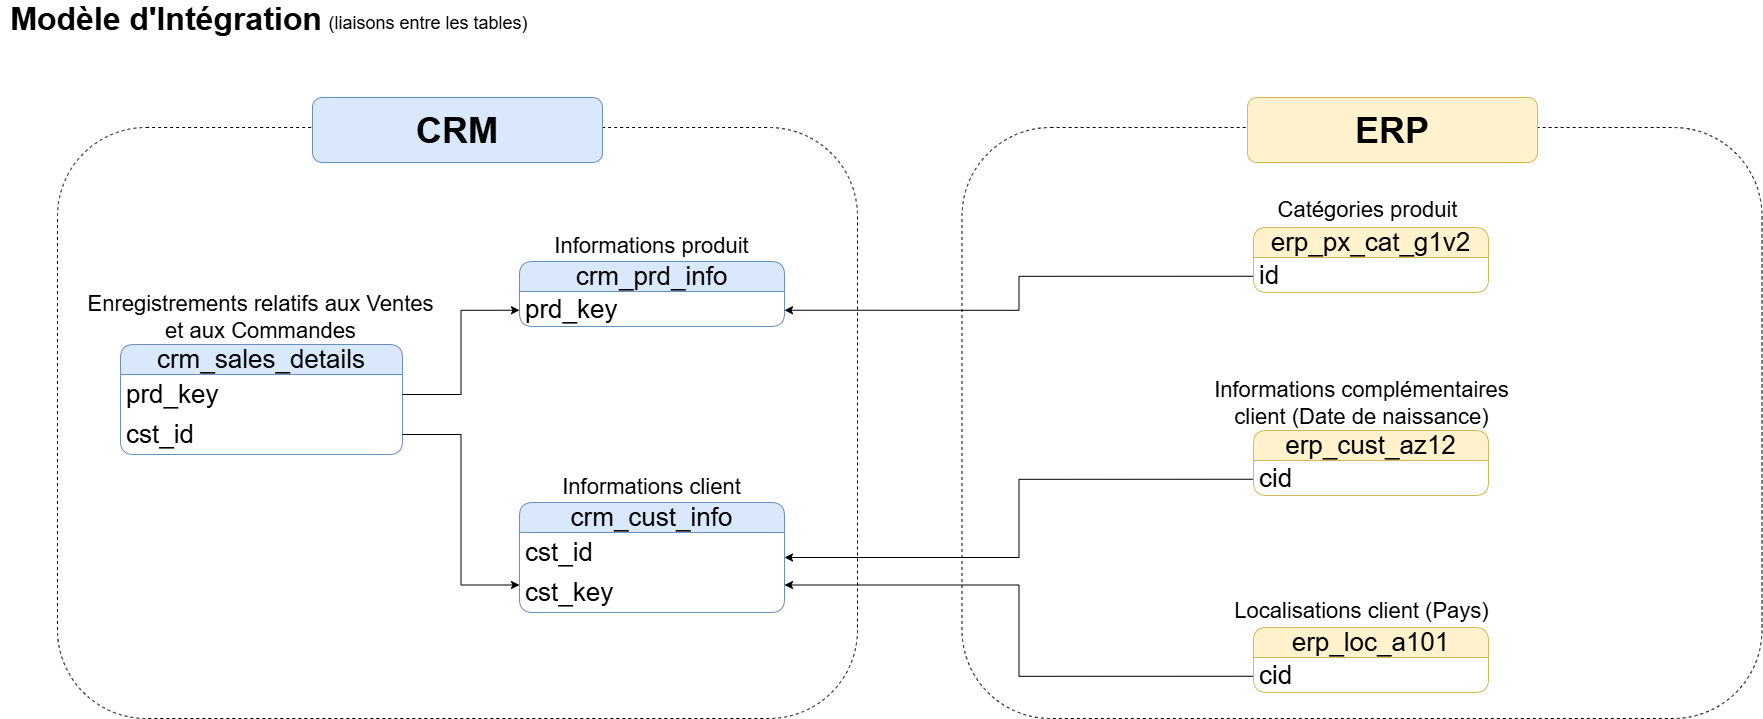 Modèle d'Intégration (liaisons entre les tables)
CRM
Informations produit
crm_prd_info
prd_key
Enregistrements relatifs aux Ventes
et aux Commandes
crm_sales_details
prd_key
cst_id
Informations client
crm_cust_info
cst_id
cst_key
ERP
Catégories produit
erp_px_cat_g1v2
id
Informations complémentaires
client (Date de naissance)
erp_cust_az12
cid
Localisations client (Pays)
erp_loc_a101
cid